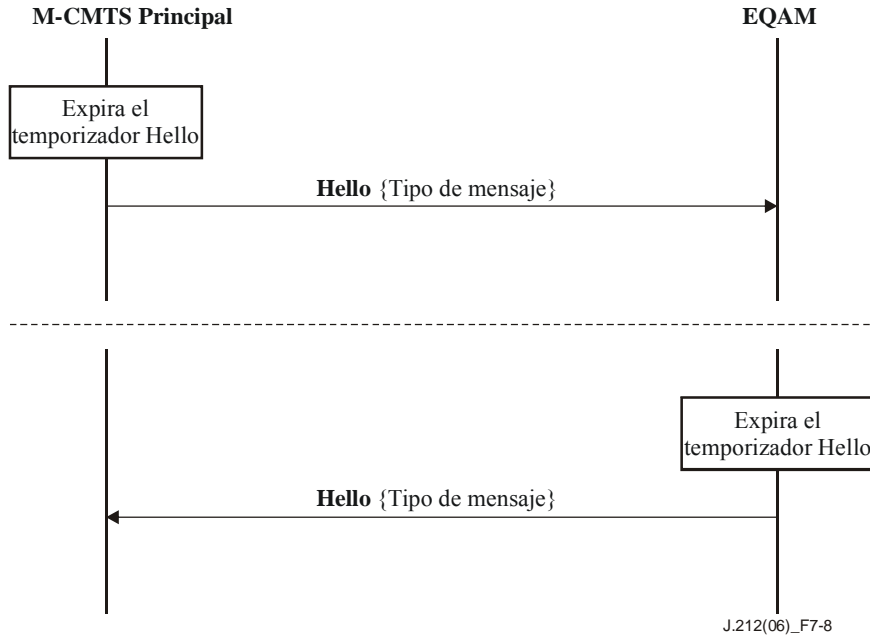 M-CMTS Principal
EQAM
Expira el
temporizador Hello
Hello {Tipo de mensaje}
Expira el
temporizador Hello
Hello {Tipo de mensaje}
J.212(06)_F7-8